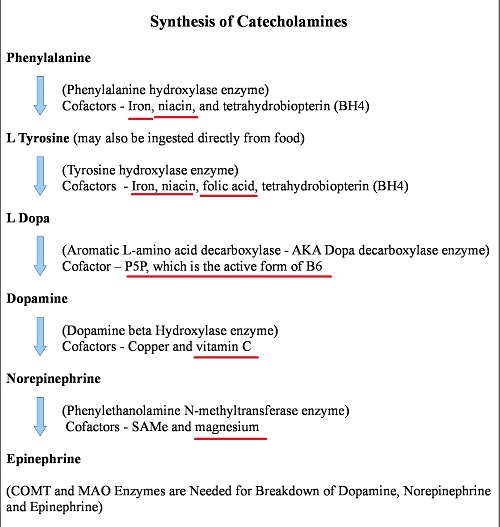 Synthesis of Catecholamines
Phenylalanine
(Phenylalanine hydroxylase enzyme)
Cofactors - Iron, niacin, and tetrahydrobiopterin (BH4)
L Tyrosine (may also be ingested directly from food)
(Tyrosine hydroxylase enzyme)
Cofactors - Iron, niacin, folic acid, tetrahydrobiopterin (BH4)
L Dopa
(Aromatic L-amino acid decarboxylase - AKA Dopa decarboxylase enzyme)
Cofactor – P5P, which is the active form of B6
Dopamine
(Dopamine beta Hydroxylase enzyme)
Cofactors - Copper and vitamin C
Norepinephrine
(Phenylethanolamine N-methyltransferase enzyme)
Cofactors - SAMe and magnesium
Epinephrine
(COMT and MAO Enzymes are Needed for Breakdown of Dopamine, Norepinephrine
and Epinephrine)